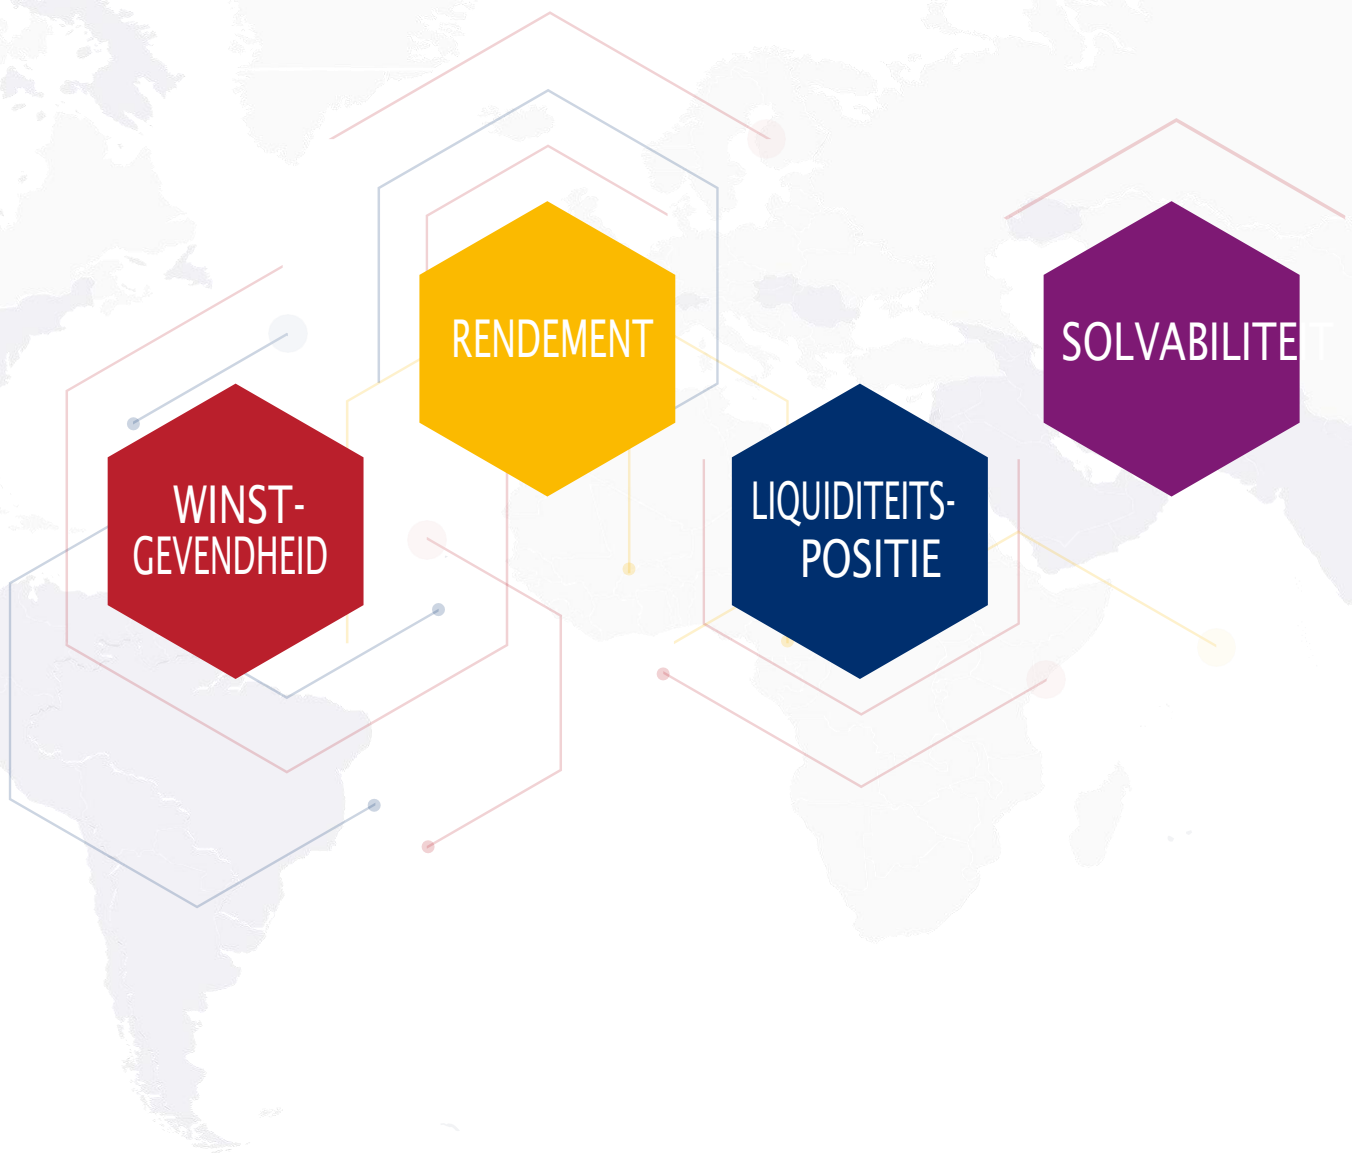 RENDEMENT
SOLVABILITEIT
WINST-
GEVENDHEID
LIQUIDITEITS-
POSITIE